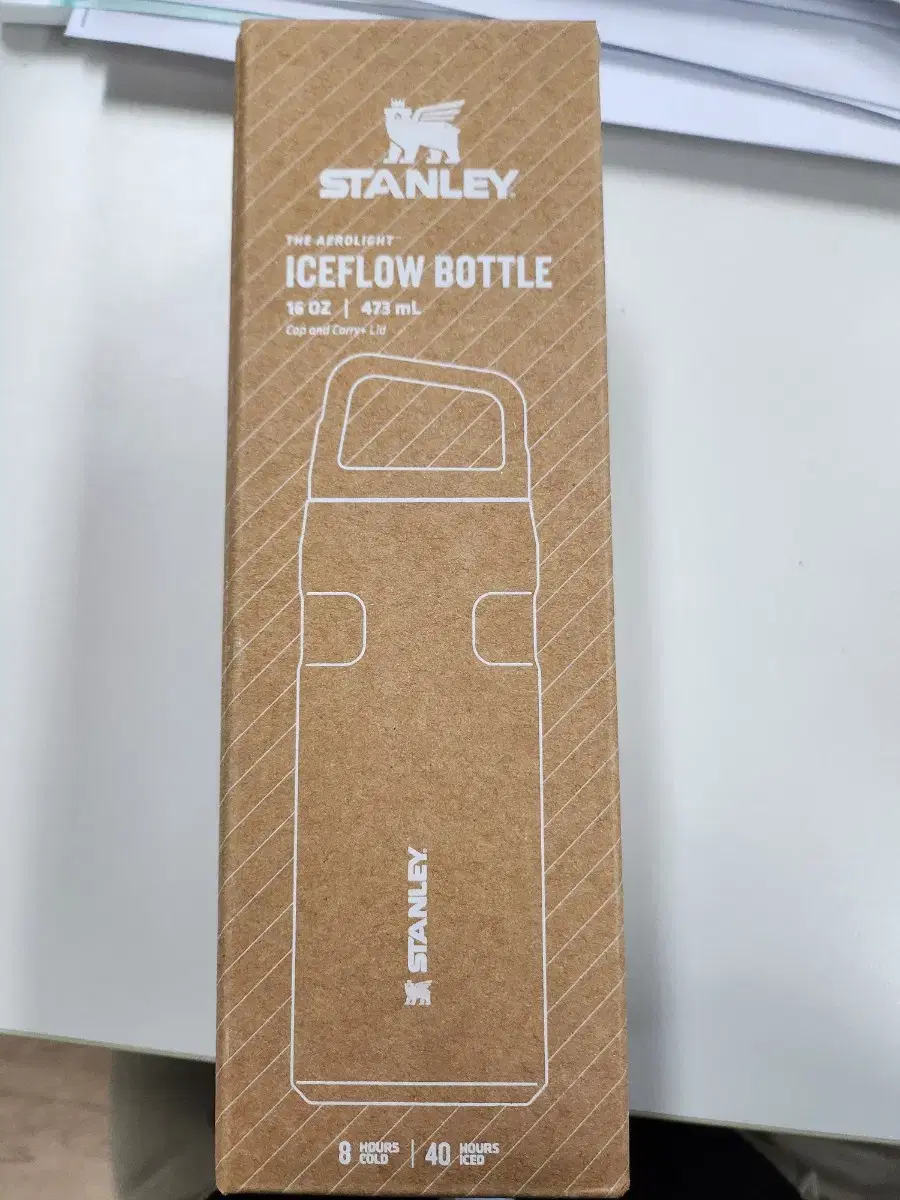 STANLEY
THE AEROLIGHT™
ICEFLOW BOTTLE
16 OZ | 473 mL
Cap and Carry+ Lid
STANLEY
8 HOURS COLD | 40 HOURS ICED